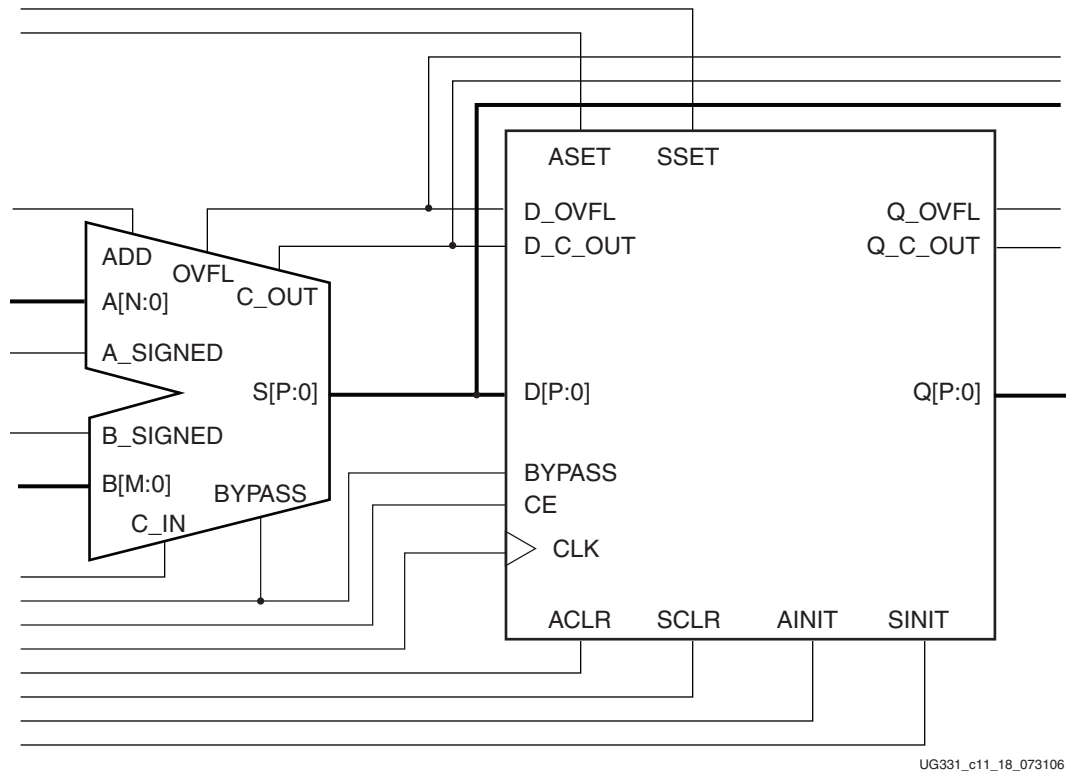 ASET SSET
D_OVFL Q_OVFL
D_C_OUT Q_C_OUT
ADD
OVFL
C_OUT
A[N:0]
A_SIGNED
S[P:0] D[P:0] Q[P:0]
B_SIGNED
B[M:0]
BYPASS
BYPASS
CE
C_IN
CLK
ACLR SCLR AINIT SINIT
UG331_c11_18_073106